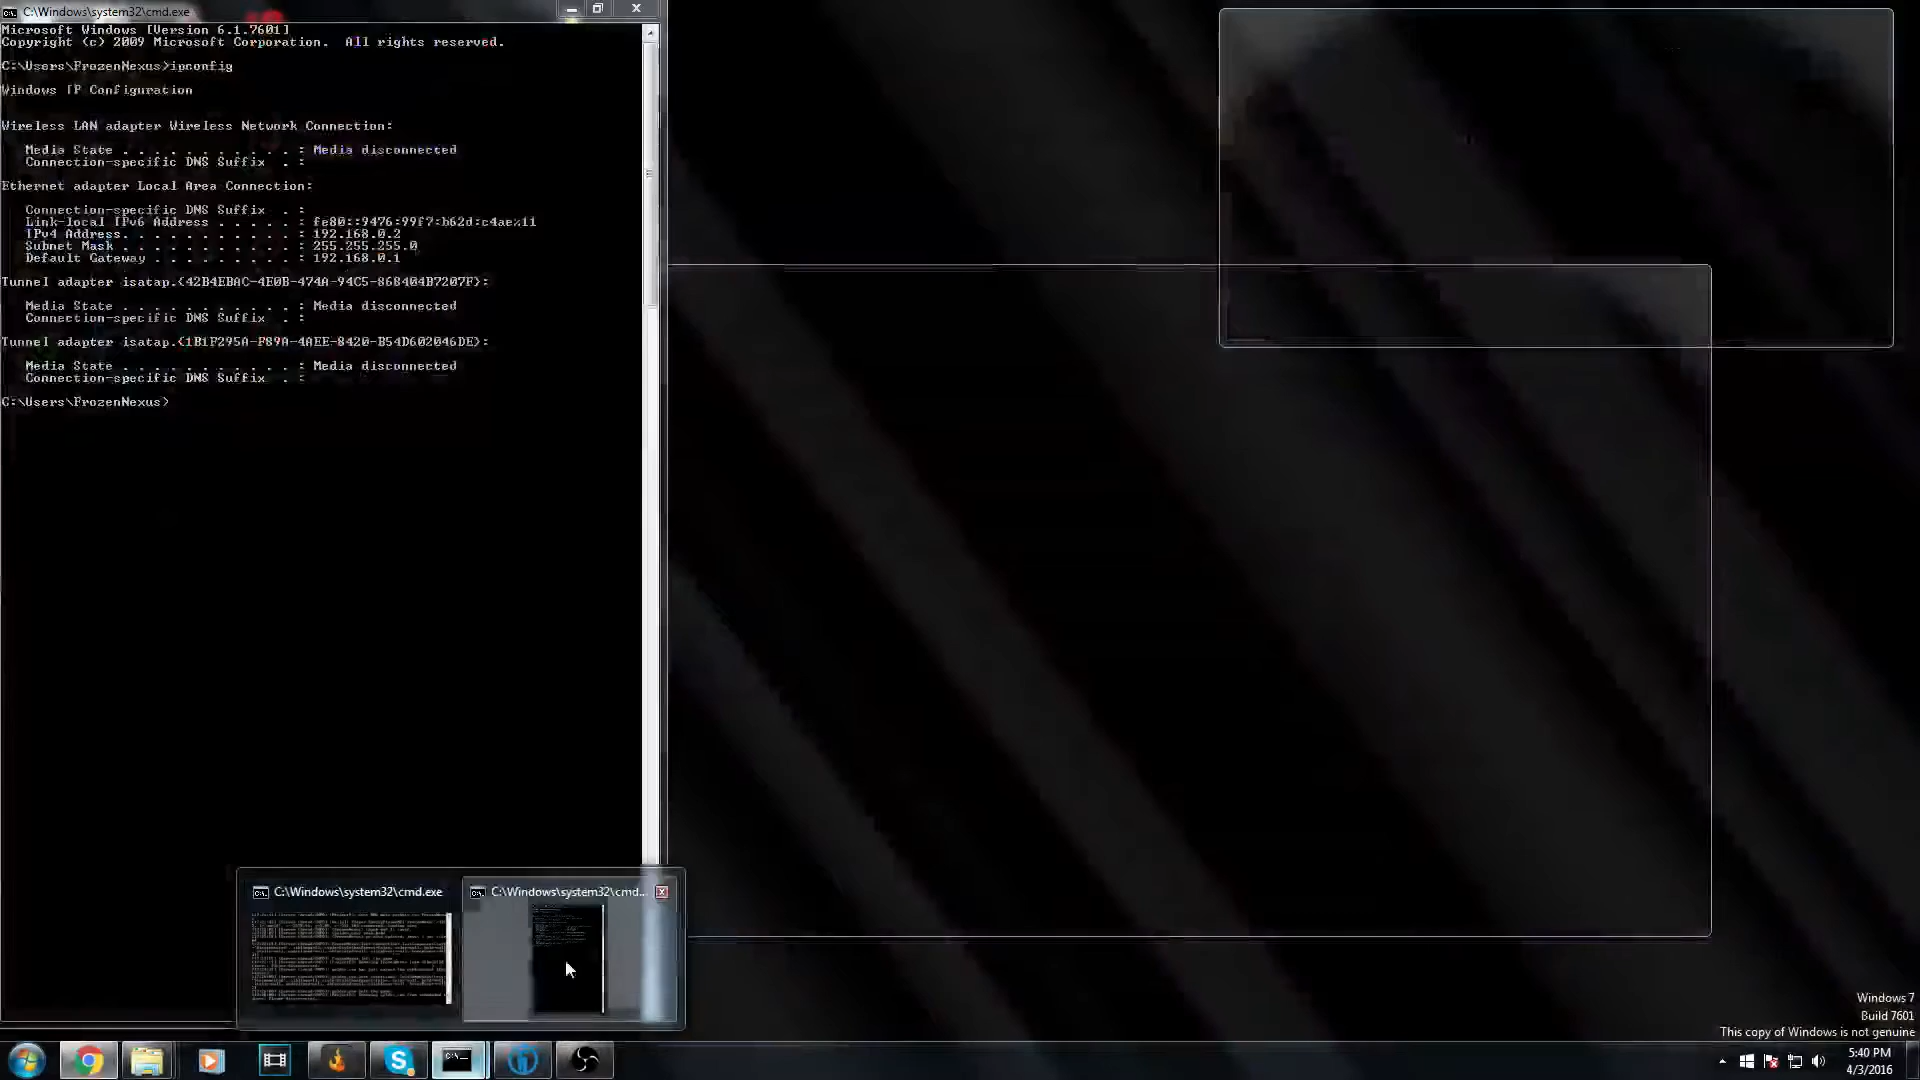 C:\Windows\system32\cmd.exe
Microsoft Windows [Version 6.1.7601]
Copyright (c) 2009 Microsoft Corporation.  All rights reserved.
C:\Users\FrozenNexus>ipconfig
Windows IP Configuration
Wireless LAN adapter Wireless Network Connection:
Media State . . . . . . . . . . . : Media disconnected
Connection-specific DNS Suffix  . :
Ethernet adapter Local Area Connection:
Connection-specific DNS Suffix  . :
Link-local IPv6 Address . . . . . : fe80::9476:99f7:b62d:c4ae%11
IPv4 Address. . . . . . . . . . . : 192.168.0.2
Subnet Mask . . . . . . . . . . . : 255.255.255.0
Default Gateway . . . . . . . . . : 192.168.0.1
Tunnel adapter isatap.{42B4EBAC-4E0B-474A-94C5-868404B7207F}:
Media State . . . . . . . . . . . : Media disconnected
Connection-specific DNS Suffix  . :
Tunnel adapter isatap.{1B1F295A-F89A-4AEE-8420-B54D602046DE}:
Media State . . . . . . . . . . . : Media disconnected
Connection-specific DNS Suffix  . :
C:\Users\FrozenNexus>
C:\Windows\system32\cmd.exe
C:\Windows\system32\cmd...
Windows 7
Build 7601
This copy of Windows is not genuine
5:40 PM
4/3/2016